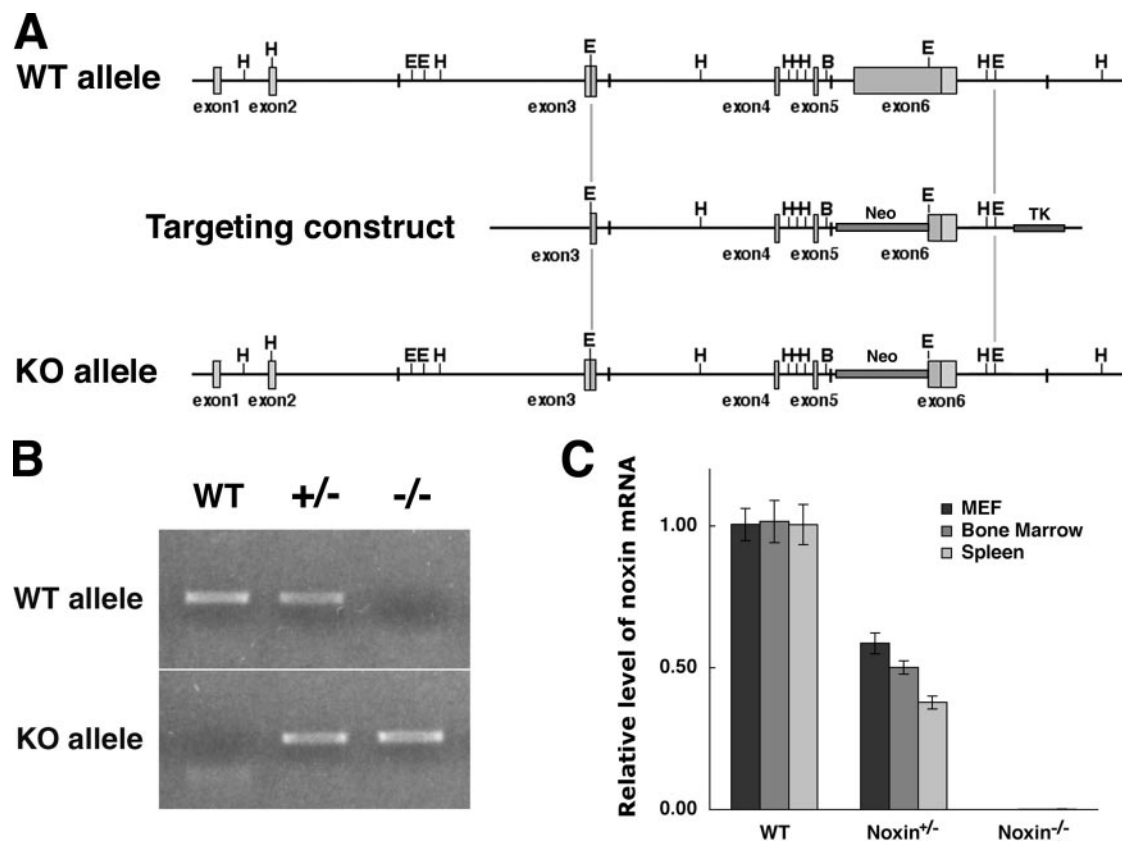 A
WT allele
H H E E H E H H H H B E H E H
exon1 exon2 exon3 exon4 exon5 exon6
Targeting construct
E H H H H B Neo E H E TK
exon3 exon4 exon5 exon6
KO allele
H H E E H E H H H H B Neo E H E H
exon1 exon2 exon3 exon4 exon5 exon6
B
WT +/- -/-
WT allele
KO allele
C
Relative level of noxin mRNA
1.00
0.50
0.00
MEF
Bone Marrow
Spleen
WT Noxin+/- Noxin-/-